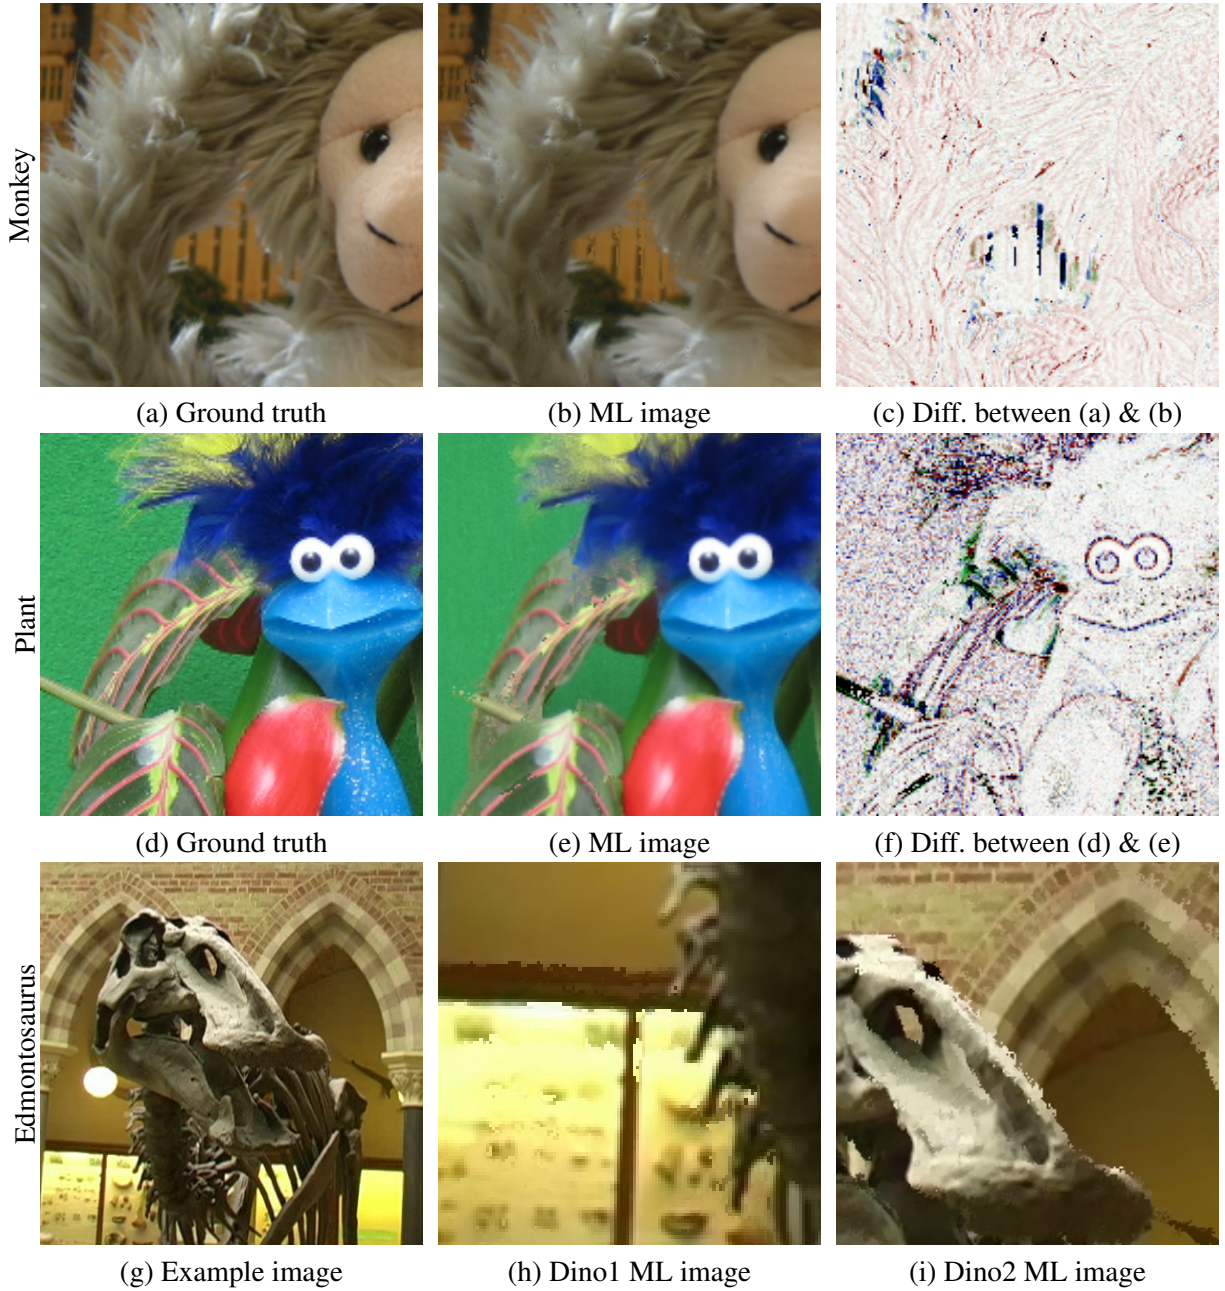 Monkey
(a) Ground truth
(b) ML image
(c) Diff. between (a) & (b)
Plant
(d) Ground truth
(e) ML image
(f) Diff. between (d) & (e)
Edmontosaurus
(g) Example image
(h) Dino1 ML image
(i) Dino2 ML image